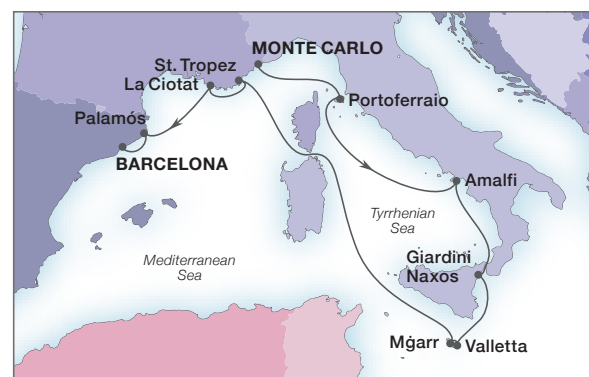 MONTE CARLO
St. Tropez
La Ciotat
Portoferraio
Palamós
BARCELONA
Amalfi
Tyrrhenian
Sea
Giardini
Naxos
Mediterranean
Sea
Mġarr
Valletta